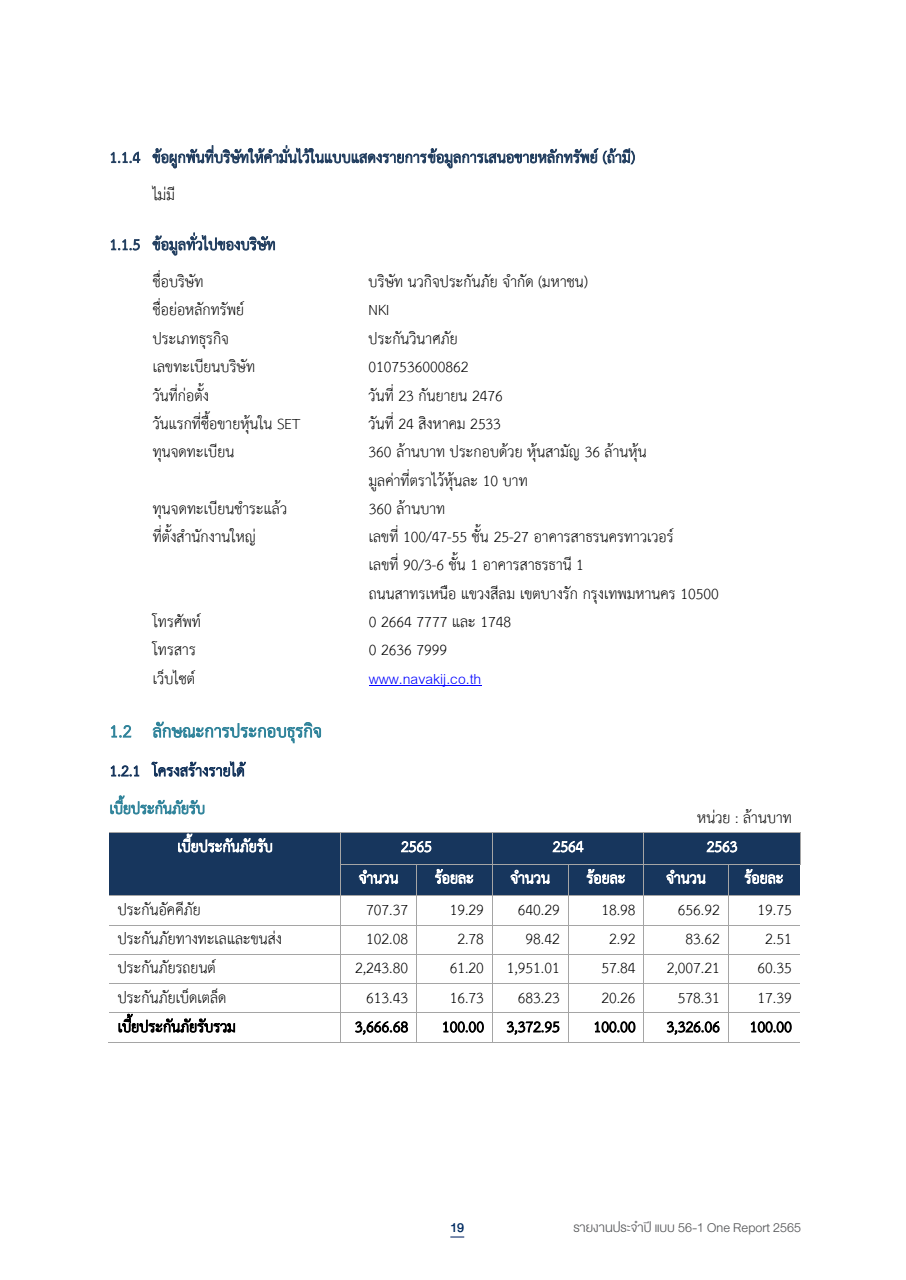 1.1.4 ข้อผูกพันที่บริษัทให้คำมั่นไว้ในแบบแสดงรายการข้อมูลการเสนอขายหลักทรัพย์ (ถ้ามี)
ไม่มี
1.1.5 ข้อมูลทั่วไปของบริษัท
ชื่อบริษัท บริษัท นวกิจประกันภัย จำกัด (มหาชน)
ชื่อย่อหลักทรัพย์ NKI
ประเภทธุรกิจ ประกันวินาศภัย
เลขทะเบียนบริษัท 0107536000862
วันที่ก่อตั้ง วันที่ 23 กันยายน 2476
วันแรกที่ซื้อขายหุ้นใน SET วันที่ 24 สิงหาคม 2533
ทุนจดทะเบียน 360 ล้านบาท ประกอบด้วย หุ้นสามัญ 36 ล้านหุ้น
มูลค่าที่ตราไว้หุ้นละ 10 บาท
ทุนจดทะเบียนชำระแล้ว 360 ล้านบาท
ที่ตั้งสำนักงานใหญ่ เลขที่ 100/47-55 ชั้น 25-27 อาคารสาธรนครทาวเวอร์
เลขที่ 90/3-6 ชั้น 1 อาคารสาธรธานี 1
ถนนสาทรเหนือ แขวงสีลม เขตบางรัก กรุงเทพมหานคร 10500
โทรศัพท์ 0 2664 7777 และ 1748
โทรสาร 0 2636 7999
เว็บไซต์ www.navakij.co.th
1.2 ลักษณะการประกอบธุรกิจ
1.2.1 โครงสร้างรายได้
เบี้ยประกันภัยรับ
หน่วย : ล้านบาท
เบี้ยประกันภัยรับ 2565 2564 2563
จำนวน ร้อยละ จำนวน ร้อยละ จำนวน ร้อยละ
ประกันอัคคีภัย 707.37 19.29 640.29 18.98 656.92 19.75
ประกันภัยทางทะเลและขนส่ง 102.08 2.78 98.42 2.92 83.62 2.51
ประกันภัยรถยนต์ 2,243.80 61.20 1,951.01 57.84 2,007.21 60.35
ประกันภัยเบ็ดเตล็ด 613.43 16.73 683.23 20.26 578.31 17.39
เบี้ยประกันภัยรับรวม 3,666.68 100.00 3,372.95 100.00 3,326.06 100.00
19 รายงานประจำปี แบบ 56-1 One Report 2565